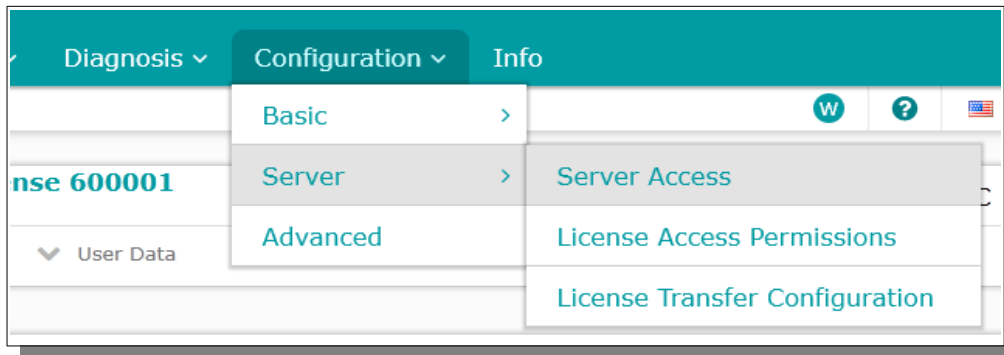 Diagnosis Configuration Info
Basic
W ?
Server
Server Access
nse 600001
Advanced
License Access Permissions
User Data
License Transfer Configuration